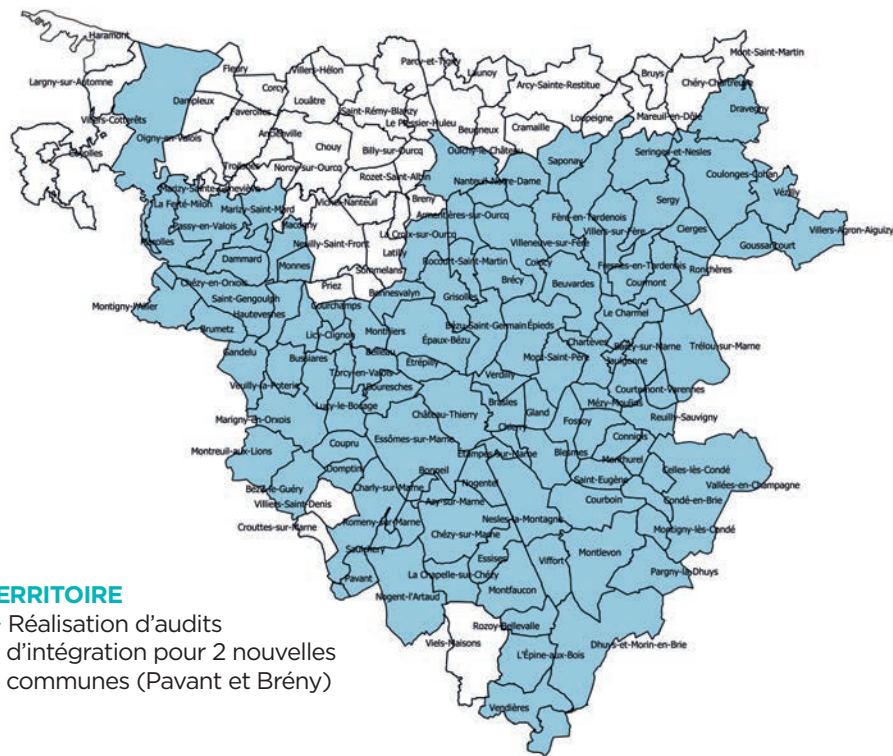 Haramont
Mont-Saint-Martin
Fleury
Villers-Hélon
Parcy-et-Tigny
Launoy
Bruys
Chéry-Chartreuve
Largny-sur-Automne
Corcy
Arcy-Sainte-Restitue
Dampleux
Louâtre
Dravegny
Villers-Cotterêts
Faverolles
Saint-Rémy-Blanzy
Le Plessier-Huleu
Loupeigne
Mareuil-en-Dôle
Oigny-en-Valois
Ancienville
Beugneux
Cramaille
Chouy
Billy-sur-Ourcq
Oulchy-le-Château
Saponay
Seringes-et-Nesles
Troësnes
Noroy-sur-Ourcq
Rozet-Saint-Albin
Nanteuil-Notre-Dame
Coulonges-Cohan
Marizy-Sainte-Geneviève
Vézilly
La Ferté-Milon
Marizy-Saint-Mard
Vichel-Nanteuil
Breny
Sergy
Passy-en-Valois
Macogny
Armentières-sur-Ourcq
Fère-en-Tardenois
Villers-sur-Fère
Cierges
Villers-Agron-Aiguizy
La Croix-sur-Ourcq
Neuilly-Saint-Front
Latilly
Villeneuve-sur-Fère
Goussancourt
Dammard
Monnes
Rocourt-Saint-Martin
Coincy
Fresnes-en-Tardenois
Ronchères
Sommelans
Chézy-en-Orxois
Priez
Bonnesvalyn
Grisolles
Brécy
Beuvardes
Courmont
Montigny-l'Allier
Saint-Gengoulph
Hautevesnes
Courchamps
Le Charmel
Brumetz
Licy-Clignon
Monthiers
Bézu-Saint-Germain
Épieds
Épaux-Bézu
Chartèves
Barzy-sur-Marne
Trélou-sur-Marne
Gandelu
Bussiares
Belleau
Étrépilly
Mont-Saint-Père
Jaulgonne
Torcy-en-Valois
Verdilly
Veuilly-la-Poterie
Bouresches
Courtemont-Varennes
Lucy-le-Bocage
Brasles
Mézy-Moulins
Marigny-en-Orxois
Château-Thierry
Gland
Fossoy
Reuilly-Sauvigny
Chierry
Coupru
Essômes-sur-Marne
Connigis
Montreuil-aux-Lions
Étampes-sur-Marne
Blesmes
Monthurel
Domptin
Bonneil
Saint-Eugène
Celles-lès-Condé
Vallées-en-Champagne
Bézu-le-Guéry
Charly-sur-Marne
Nogentel
Condé-en-Brie
Villiers-Saint-Denis
Azy-sur-Marne
Courboin
Crouttes-sur-Marne
Romeny-sur-Marne
Nesles-la-Montagne
Chézy-sur-Marne
Montigny-lès-Condé
Saulchery
Essises
Viffort
Montlevon
Pavant
La Chapelle-sur-Chézy
Pargny-la-Dhuys
Nogent-l'Artaud
Montfaucon
Rozoy-Bellevalle
Viels-Maisons
Dhuys-et-Morin-en-Brie
L'Épine-aux-Bois
Vendières
ERRITOIRE
Réalisation d'audits
d'intégration pour 2 nouvelles
communes (Pavant et Brény)